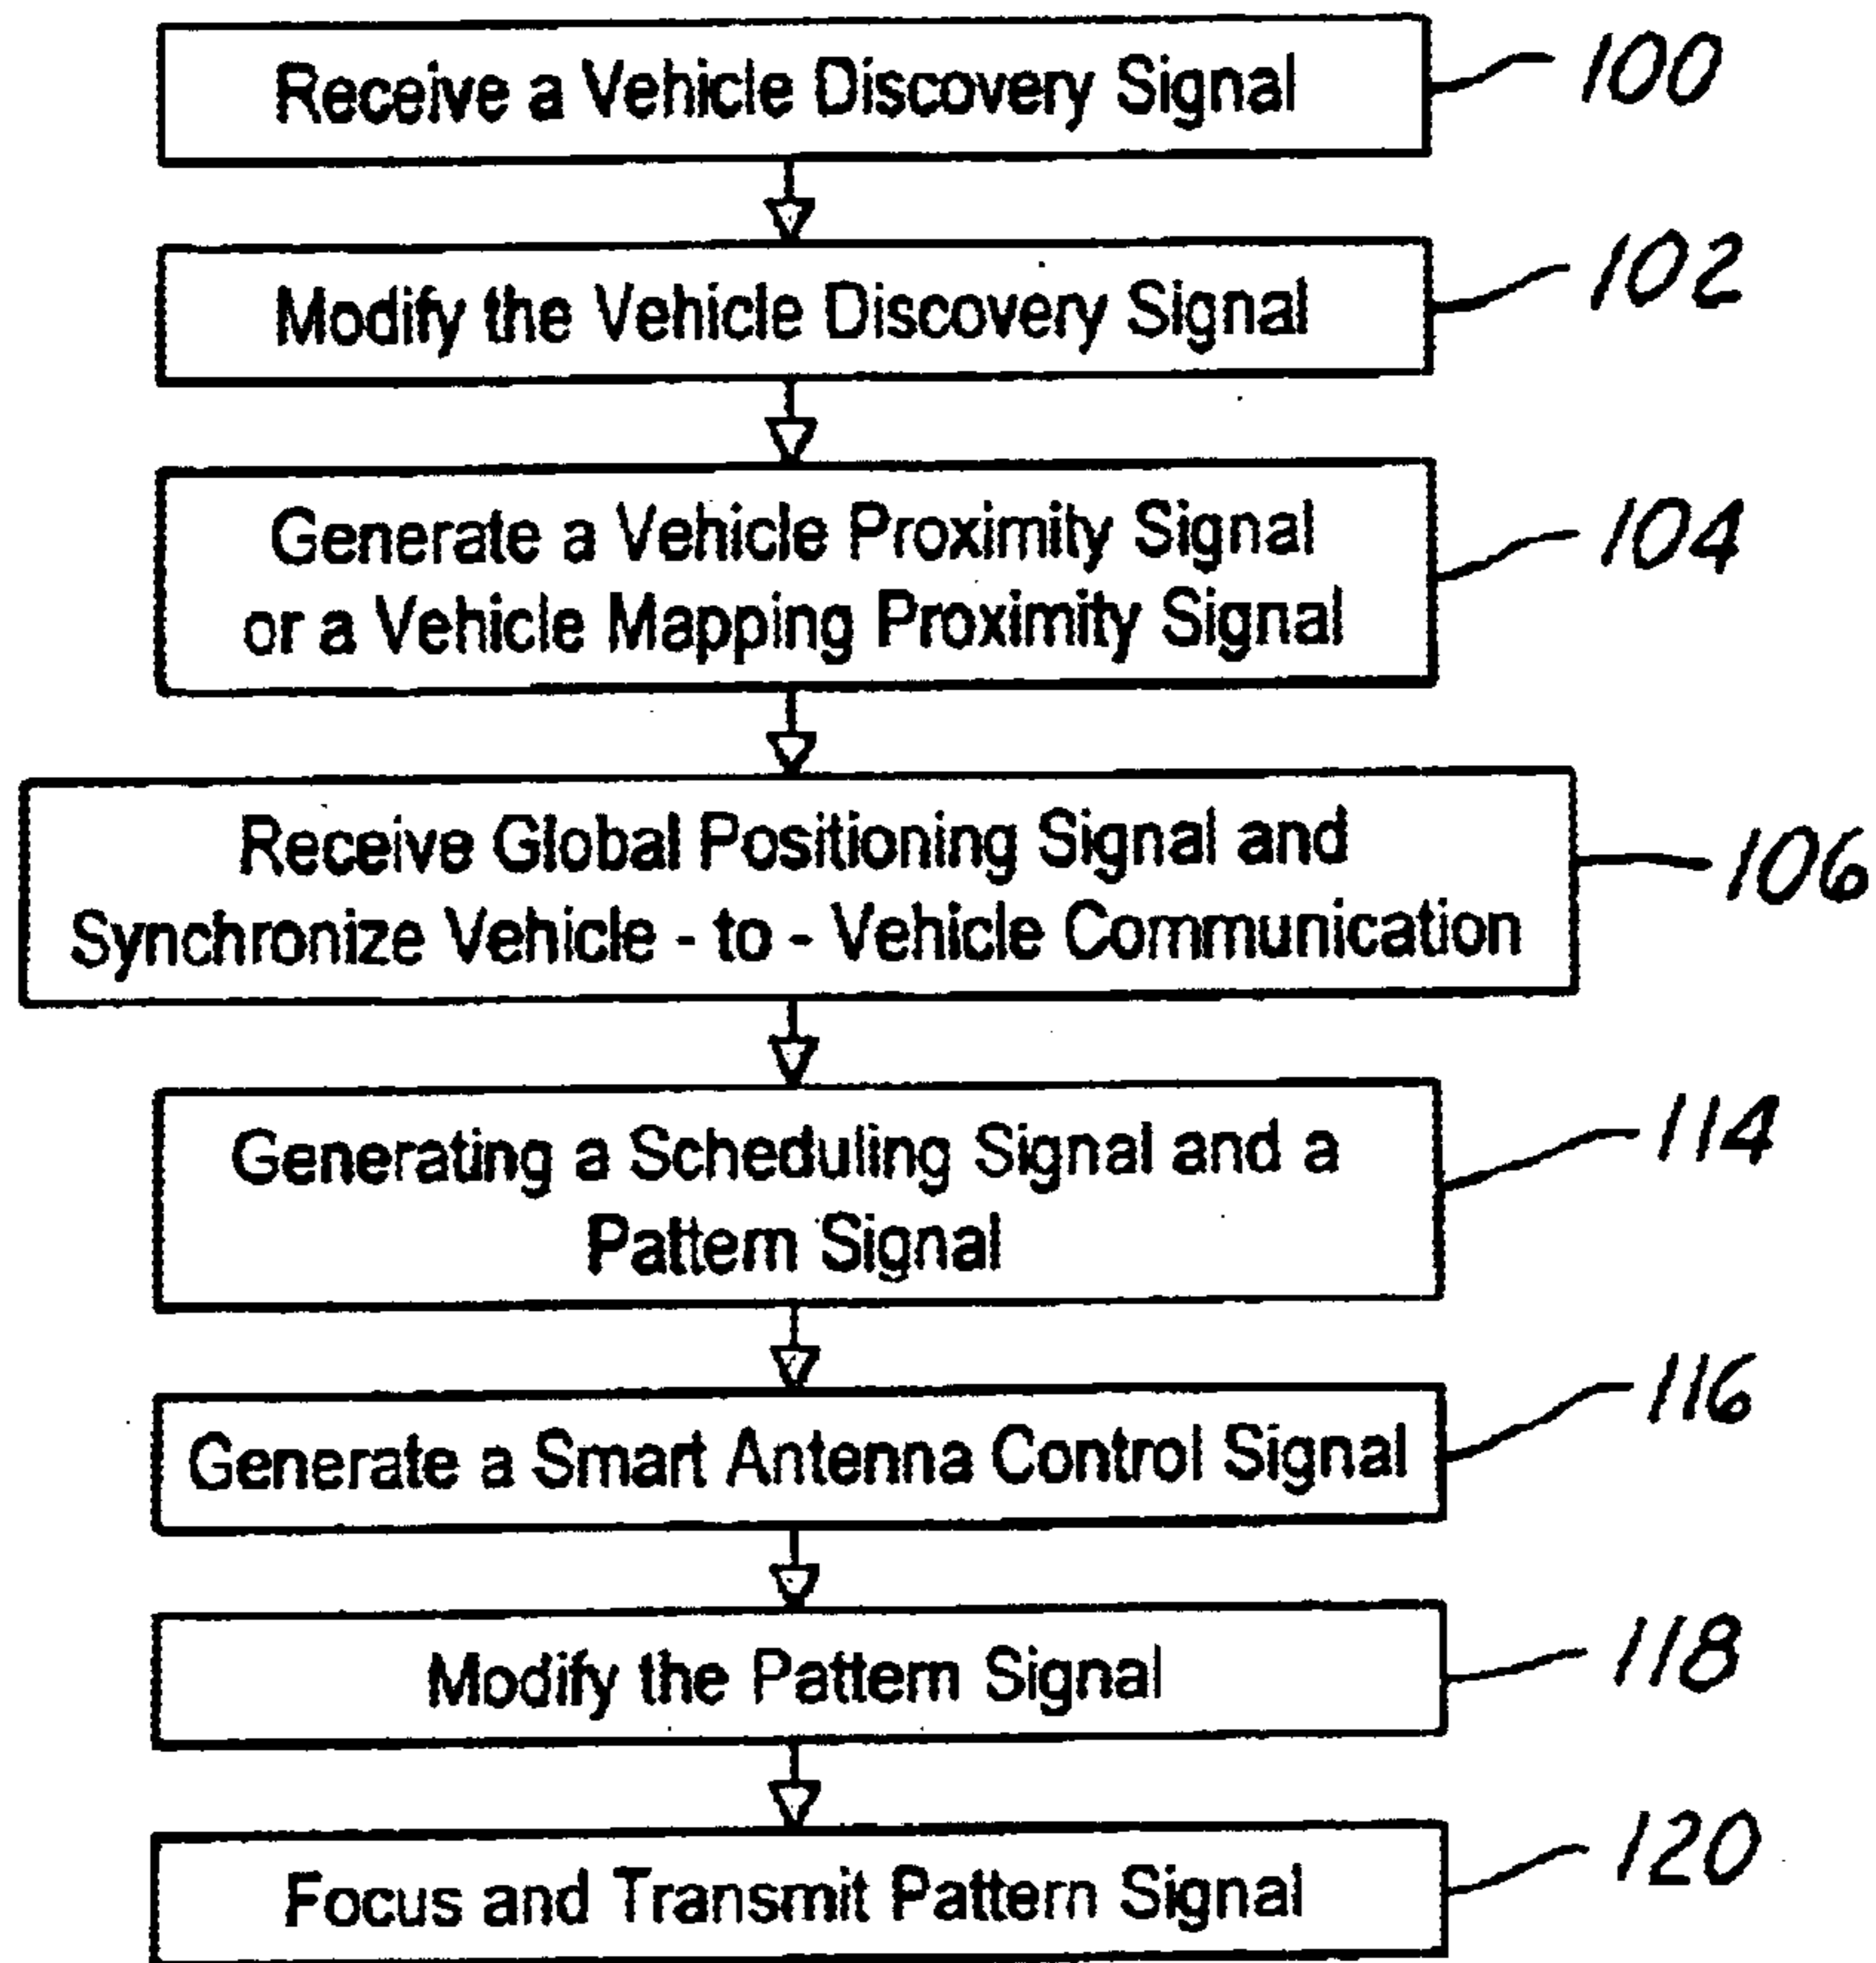 Receive a Vehicle Discovery Signal
100
Modify the Vehicle Discovery Signal
102
Generate a Vehicle Proximity Signal
or a Vehicle Mapping Proximity Signal
104
Receive Global Positioning Signal and
Synchronize Vehicle - to - Vehicle Communication
106
Generating a Scheduling Signal and a
Pattern Signal
114
Generate a Smart Antenna Control Signal
116
Modify the Pattern Signal
118
Focus and Transmit Pattern Signal
120